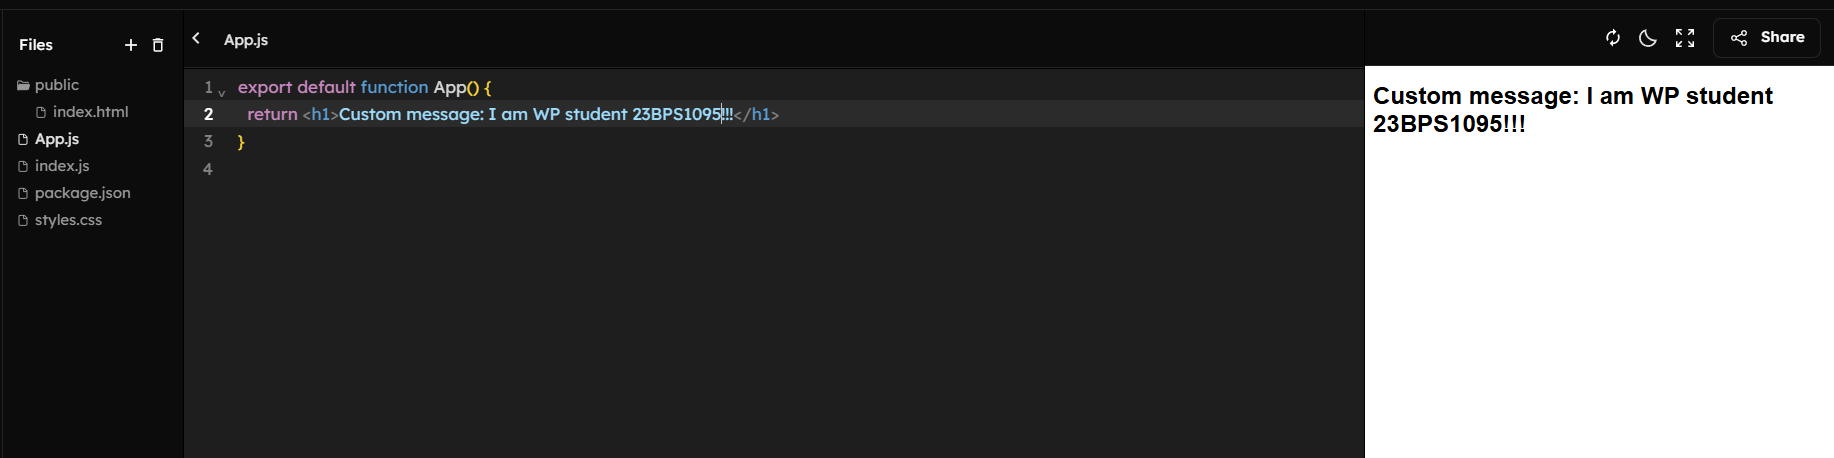 Files
public
index.html
App.js
index.js
package.json
styles.css
App.js
1 export default function App() {
2 return <h1>Custom message: I am WP student 23BPS1095!!!</h1>
3 }
4
Share
Custom message: I am WP student
23BPS1095!!!